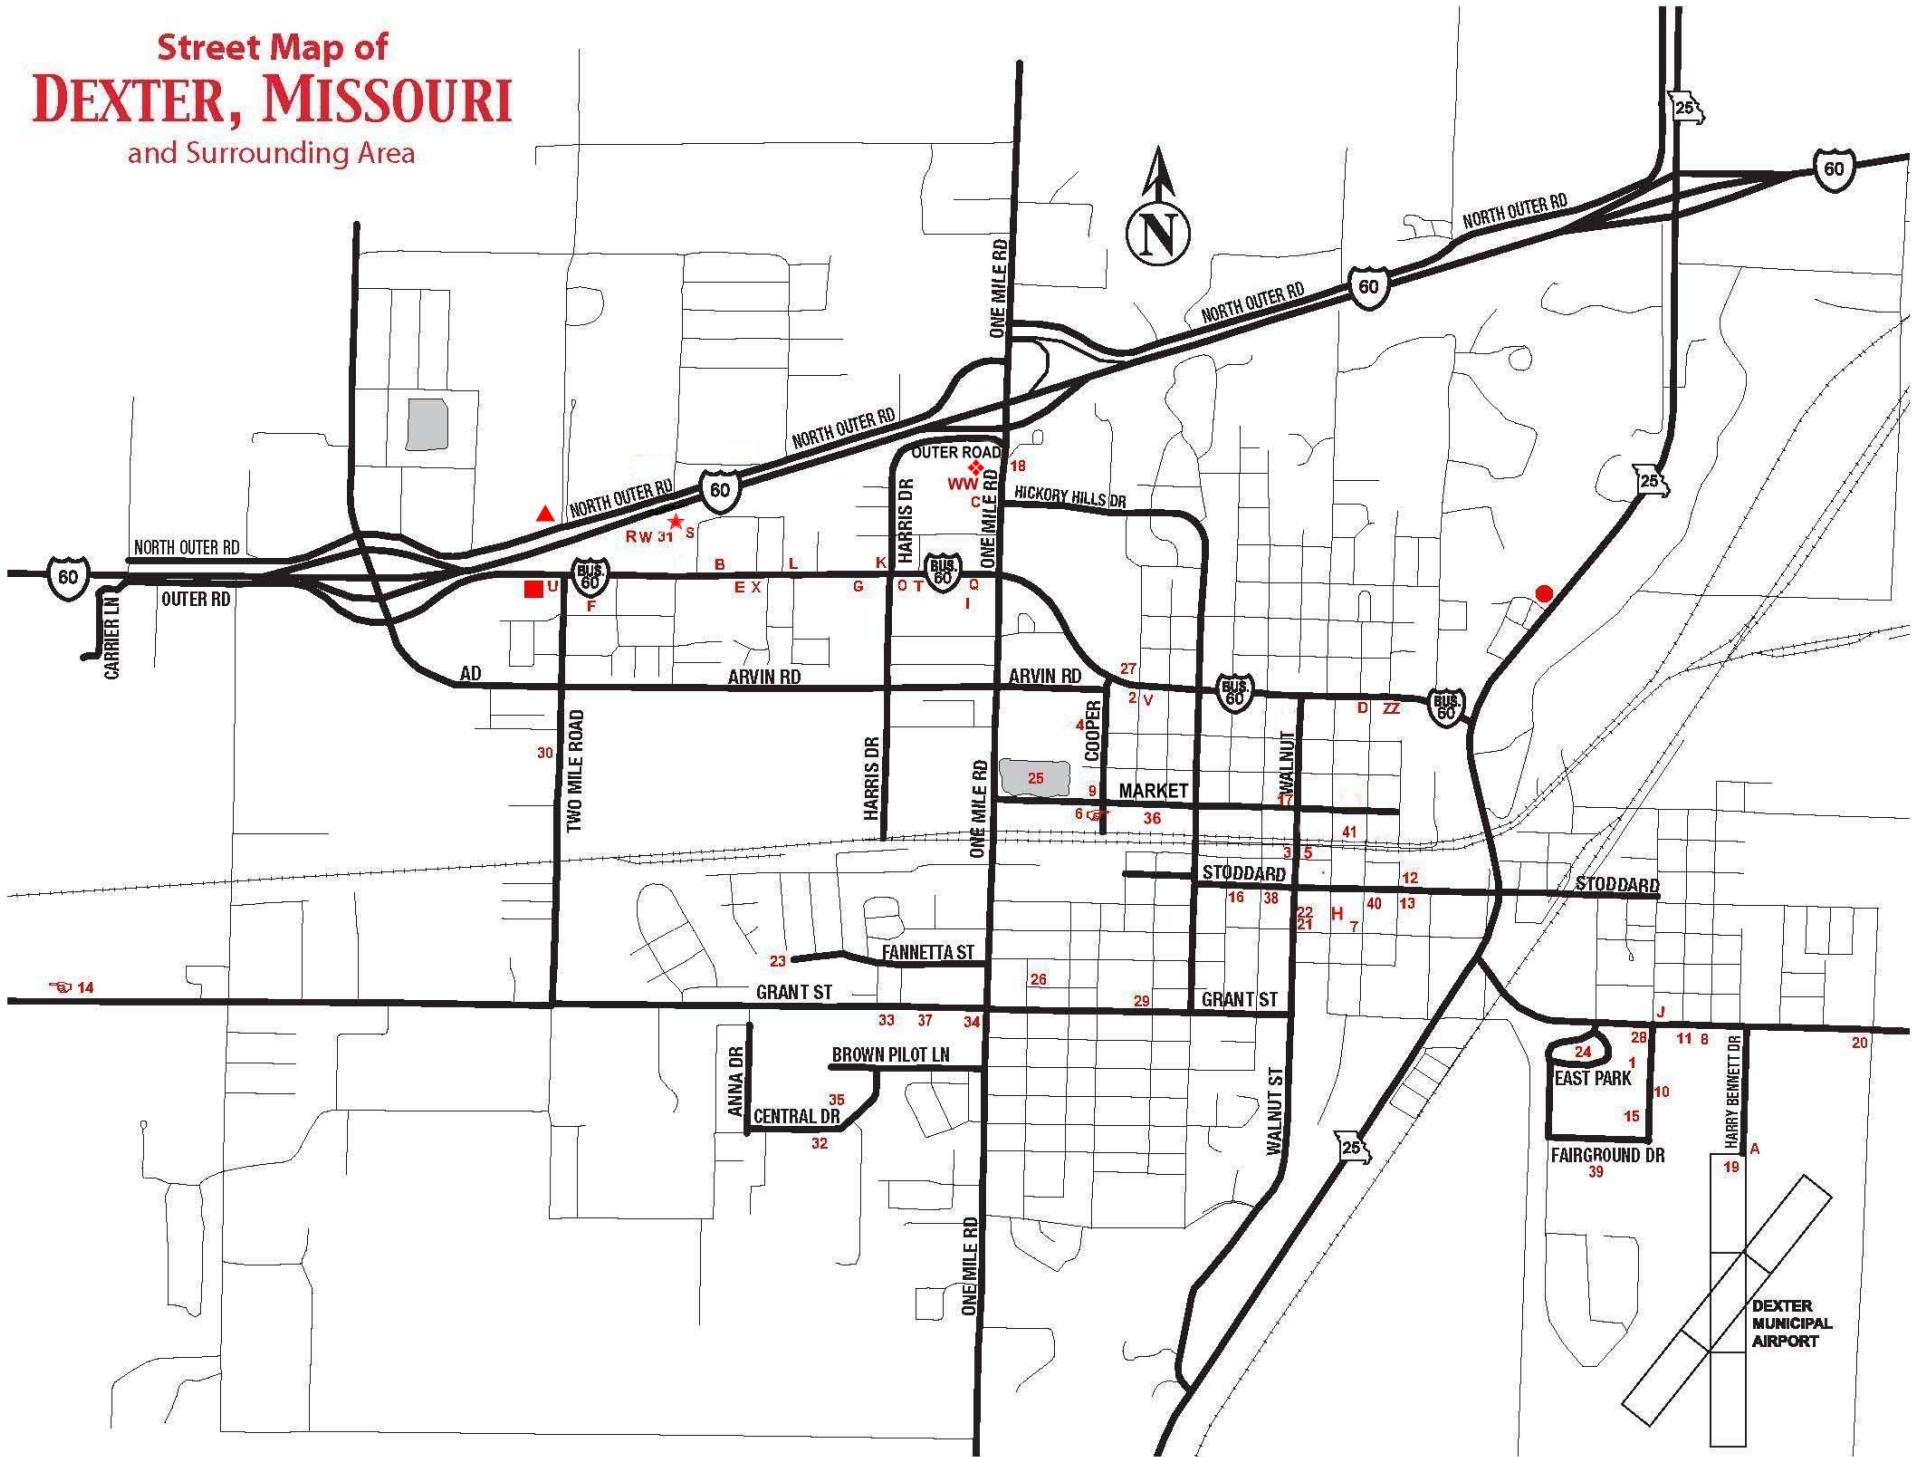 Street Map of
DEXTER, MISSOURI
and Surrounding Area
25
60
NORTH OUTER RD
N
ONE MILE RD
60
NORTH OUTER RD
NORTH OUTER RD
OUTER ROAD
18
WW
C
HARRIS DR
ONE MILE RD
HICKORY HILLS DR
25
60
NORTH OUTER RD
R W 31 S
NORTH OUTER RD
60
OUTER RD
CARRIER LN
U
BUS. 60
F
B
E X
L
G
K
O T
BUS. 60
Q
I
AD
ARVIN RD
ARVIN RD
27
2 V
BUS. 60
D ZZ
BUS. 60
4
COOPER
30
TWO MILE ROAD
HARRIS DR
ONE MILE RD
25
9
MARKET
6
36
WALNUT
17
41
3 5
STODDARD
12
STODDARD
16 38
40 13
22
21
H
7
23
FANNETTA ST
26
14
GRANT ST
29
GRANT ST
33 37 34
J
28 11 8
20
24
1
EAST PARK
10
15
HARRY BENNETT DR
BROWN PILOT LN
ANNA DR
35
CENTRAL DR
32
WALNUT ST
25
FAIRGROUND DR
39
19
A
ONE MILE RD
DEXTER
MUNICIPAL
AIRPORT